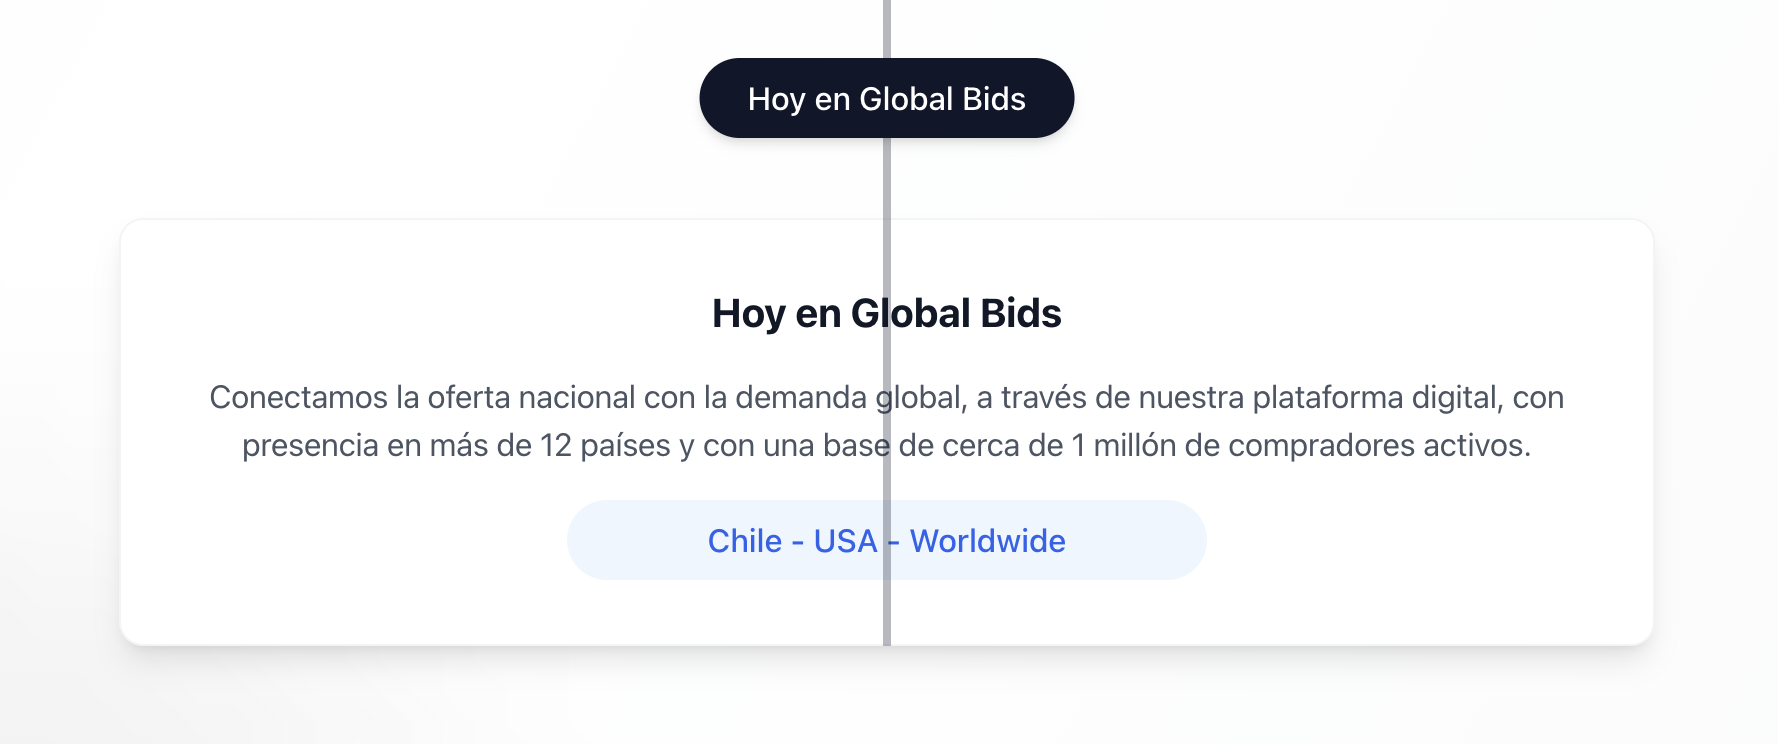 Hoy en Global Bids
Hoy en Global Bids
Conectamos la oferta nacional con la demanda global, a través de nuestra plataforma digital, con
presencia en más de 12 países y con una base de cerca de 1 millón de compradores activos.
Chile - USA - Worldwide